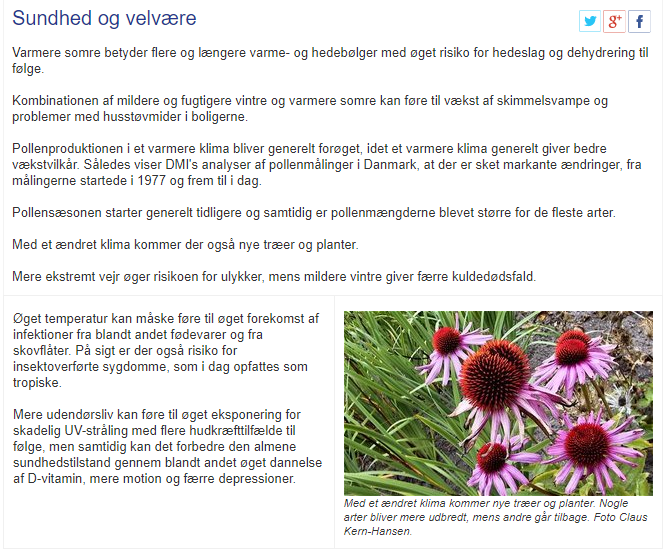 Sundhed og velvære
Varmere somre betyder flere og længere varme- og hedebølger med øget risiko for hedeslag og dehydrering til
følge.
Kombinationen af mildere og fugtigere vintre og varmere somre kan føre til vækst af skimmelsvampe og
problemer med husstøvmider i boligerne.
Pollenproduktionen i et varmere klima bliver generelt forøget, idet et varmere klima generelt giver bedre
vækstvilkår. Således viser DMI's analyser af pollenmålinger i Danmark, at der er sket markante ændringer, fra
målingerne startede i 1977 og frem til i dag.
Pollensæsonen starter generelt tidligere og samtidig er pollenmængderne blevet større for de fleste arter.
Med et ændret klima kommer der også nye træer og planter.
Mere ekstremt vejr øger risikoen for ulykker, mens mildere vintre giver færre kuldedødsfald.
Øget temperatur kan måske føre til øget forekomst af
infektioner fra blandt andet fødevarer og fra
skovflåter. På sigt er der også risiko for
insektoverførte sygdomme, som i dag opfattes som
tropiske.
Mere udendørsliv kan føre til øget eksponering for
skadelig UV-stråling med flere hudkræfttilfælde til
følge, men samtidig kan det forbedre den almene
sundhedstilstand gennem blandt andet øget dannelse
af D-vitamin, mere motion og færre depressioner.
Med et ændret klima kommer nye træer og planter. Nogle
arter bliver mere udbredt, mens andre går tilbage. Foto Claus
Kern-Hansen.